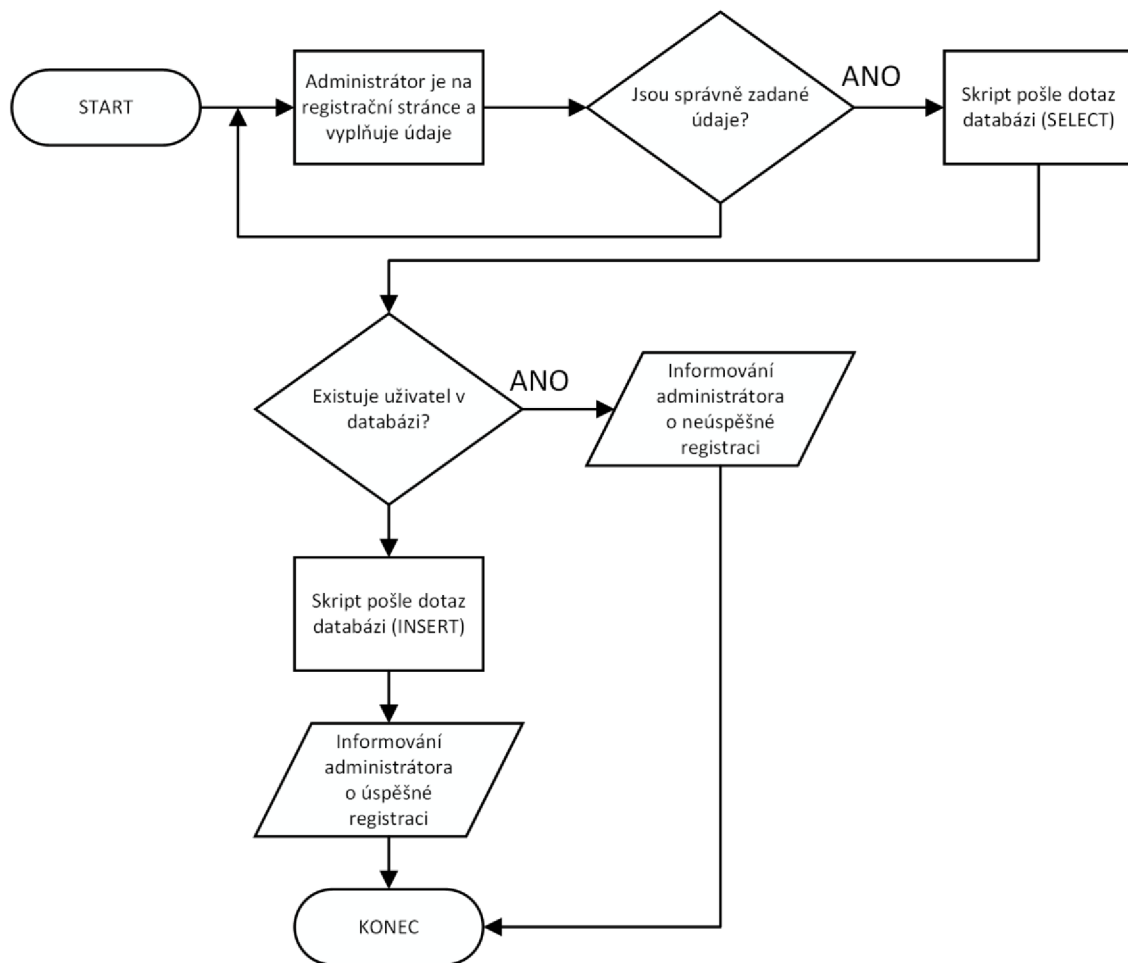 START
Administrátor je na
registrační stránce a
vyplňuje údaje
Jsou správně zadané
údaje?
ANO
Skript pošle dotaz
databázi (SELECT)
Existuje uživatel v
databázi?
ANO
Informování
administrátora
o neúspěšné
registraci
Skript pošle dotaz
databázi (INSERT)
Informování
administrátora
o úspěšné
registraci
KONEC